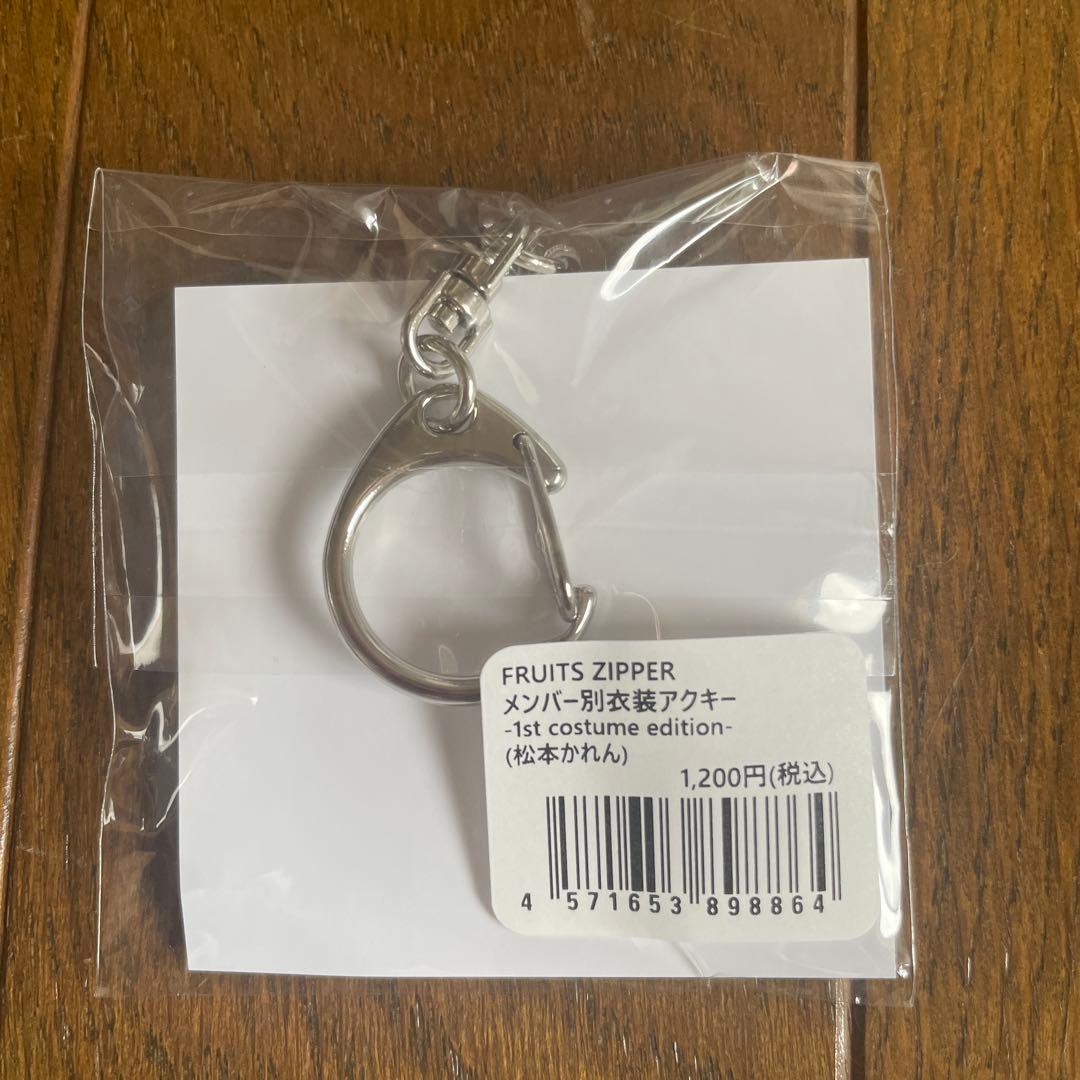 FRUITS ZIPPER
メンバー別衣装アクキー
-1st costume edition-
(松本かれん)
1,200円(税込)
4 571653 898864